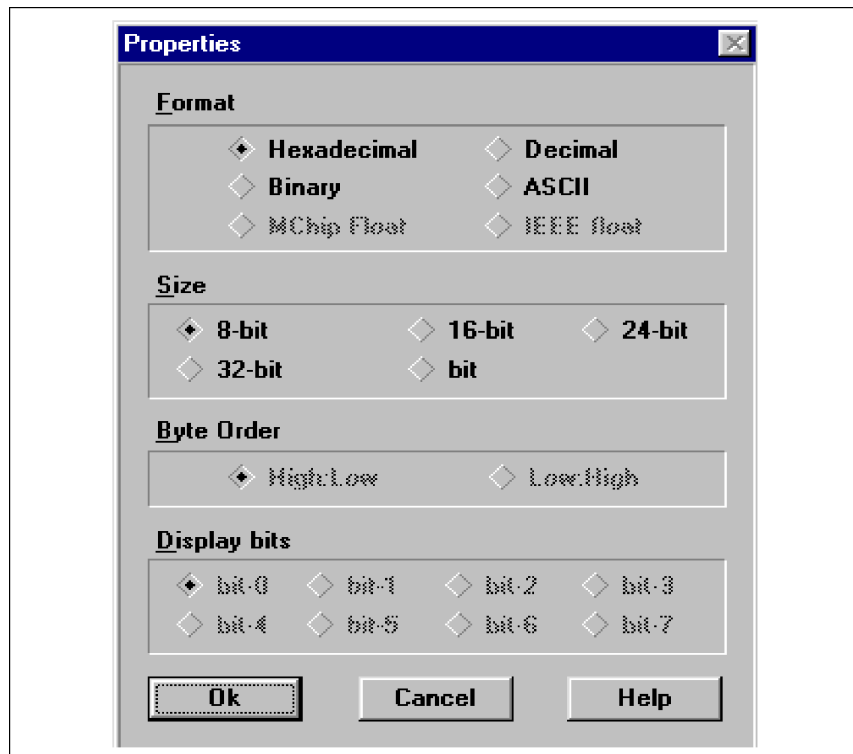 Properties
Format
Hexadecimal Decimal
Binary ASCII
MChip Float IEEE float
Size
8-bit 16-bit 24-bit
32-bit bit
Byte Order
High:Low Low:High
Display bits
bit-0 bit-1 bit-2 bit-3
bit-4 bit-5 bit-6 bit-7
Ok Cancel Help